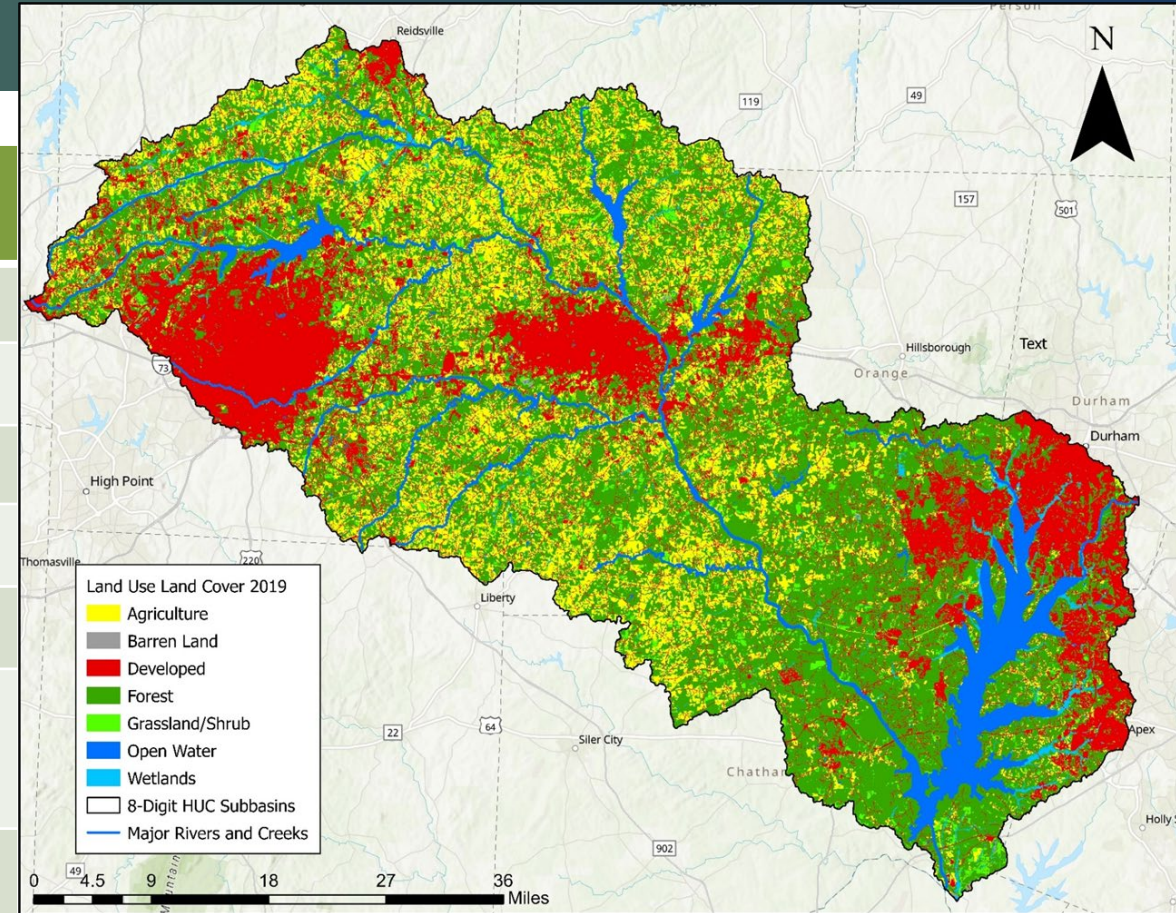 Person
Reidsville
N
119
49
157
501
Hillsborough
Text
Orange
Durham
Durham
73
High Point
Thomasville
220
Liberty
Land Use Land Cover 2019
Agriculture
Barren Land
Developed
Forest
Grassland/Shrub
Open Water
Wetlands
8-Digit HUC Subbasins
Major Rivers and Creeks
22
64
Siler City
Apex
Chatham
Holly
902
49
Mountain
0 4.5 9 18 27 36
Miles